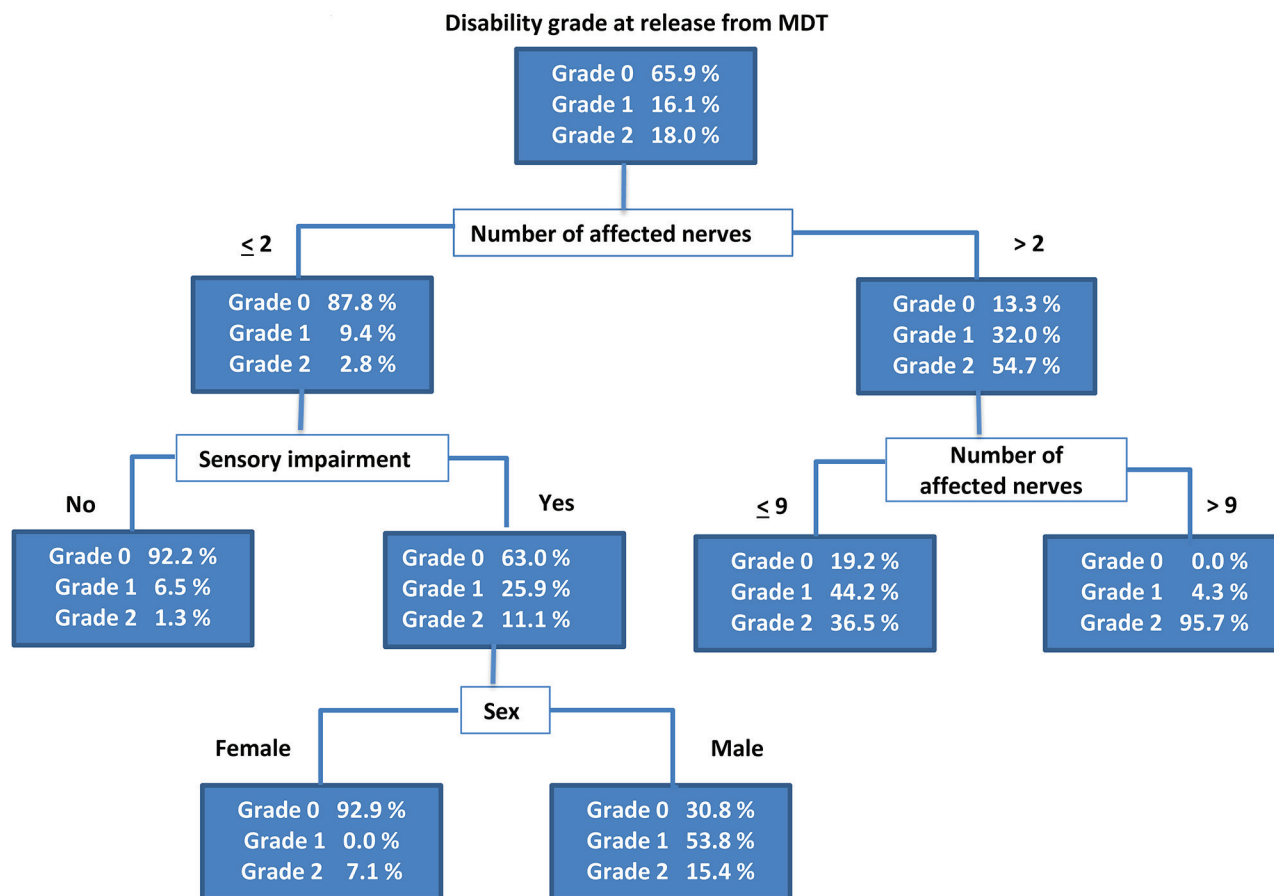 Disability grade at release from MDT
Grade 0 65.9 %
Grade 1 16.1 %
Grade 2 18.0 %
Number of affected nerves
≤ 2
> 2
Grade 0 87.8 %
Grade 1 9.4 %
Grade 2 2.8 %
Grade 0 13.3 %
Grade 1 32.0 %
Grade 2 54.7 %
Sensory impairment
No
Yes
Number of
affected nerves
≤ 9
> 9
Grade 0 92.2 %
Grade 1 6.5 %
Grade 2 1.3 %
Grade 0 63.0 %
Grade 1 25.9 %
Grade 2 11.1 %
Grade 0 19.2 %
Grade 1 44.2 %
Grade 2 36.5 %
Grade 0 0.0 %
Grade 1 4.3 %
Grade 2 95.7 %
Sex
Female
Male
Grade 0 92.9 %
Grade 1 0.0 %
Grade 2 7.1 %
Grade 0 30.8 %
Grade 1 53.8 %
Grade 2 15.4 %